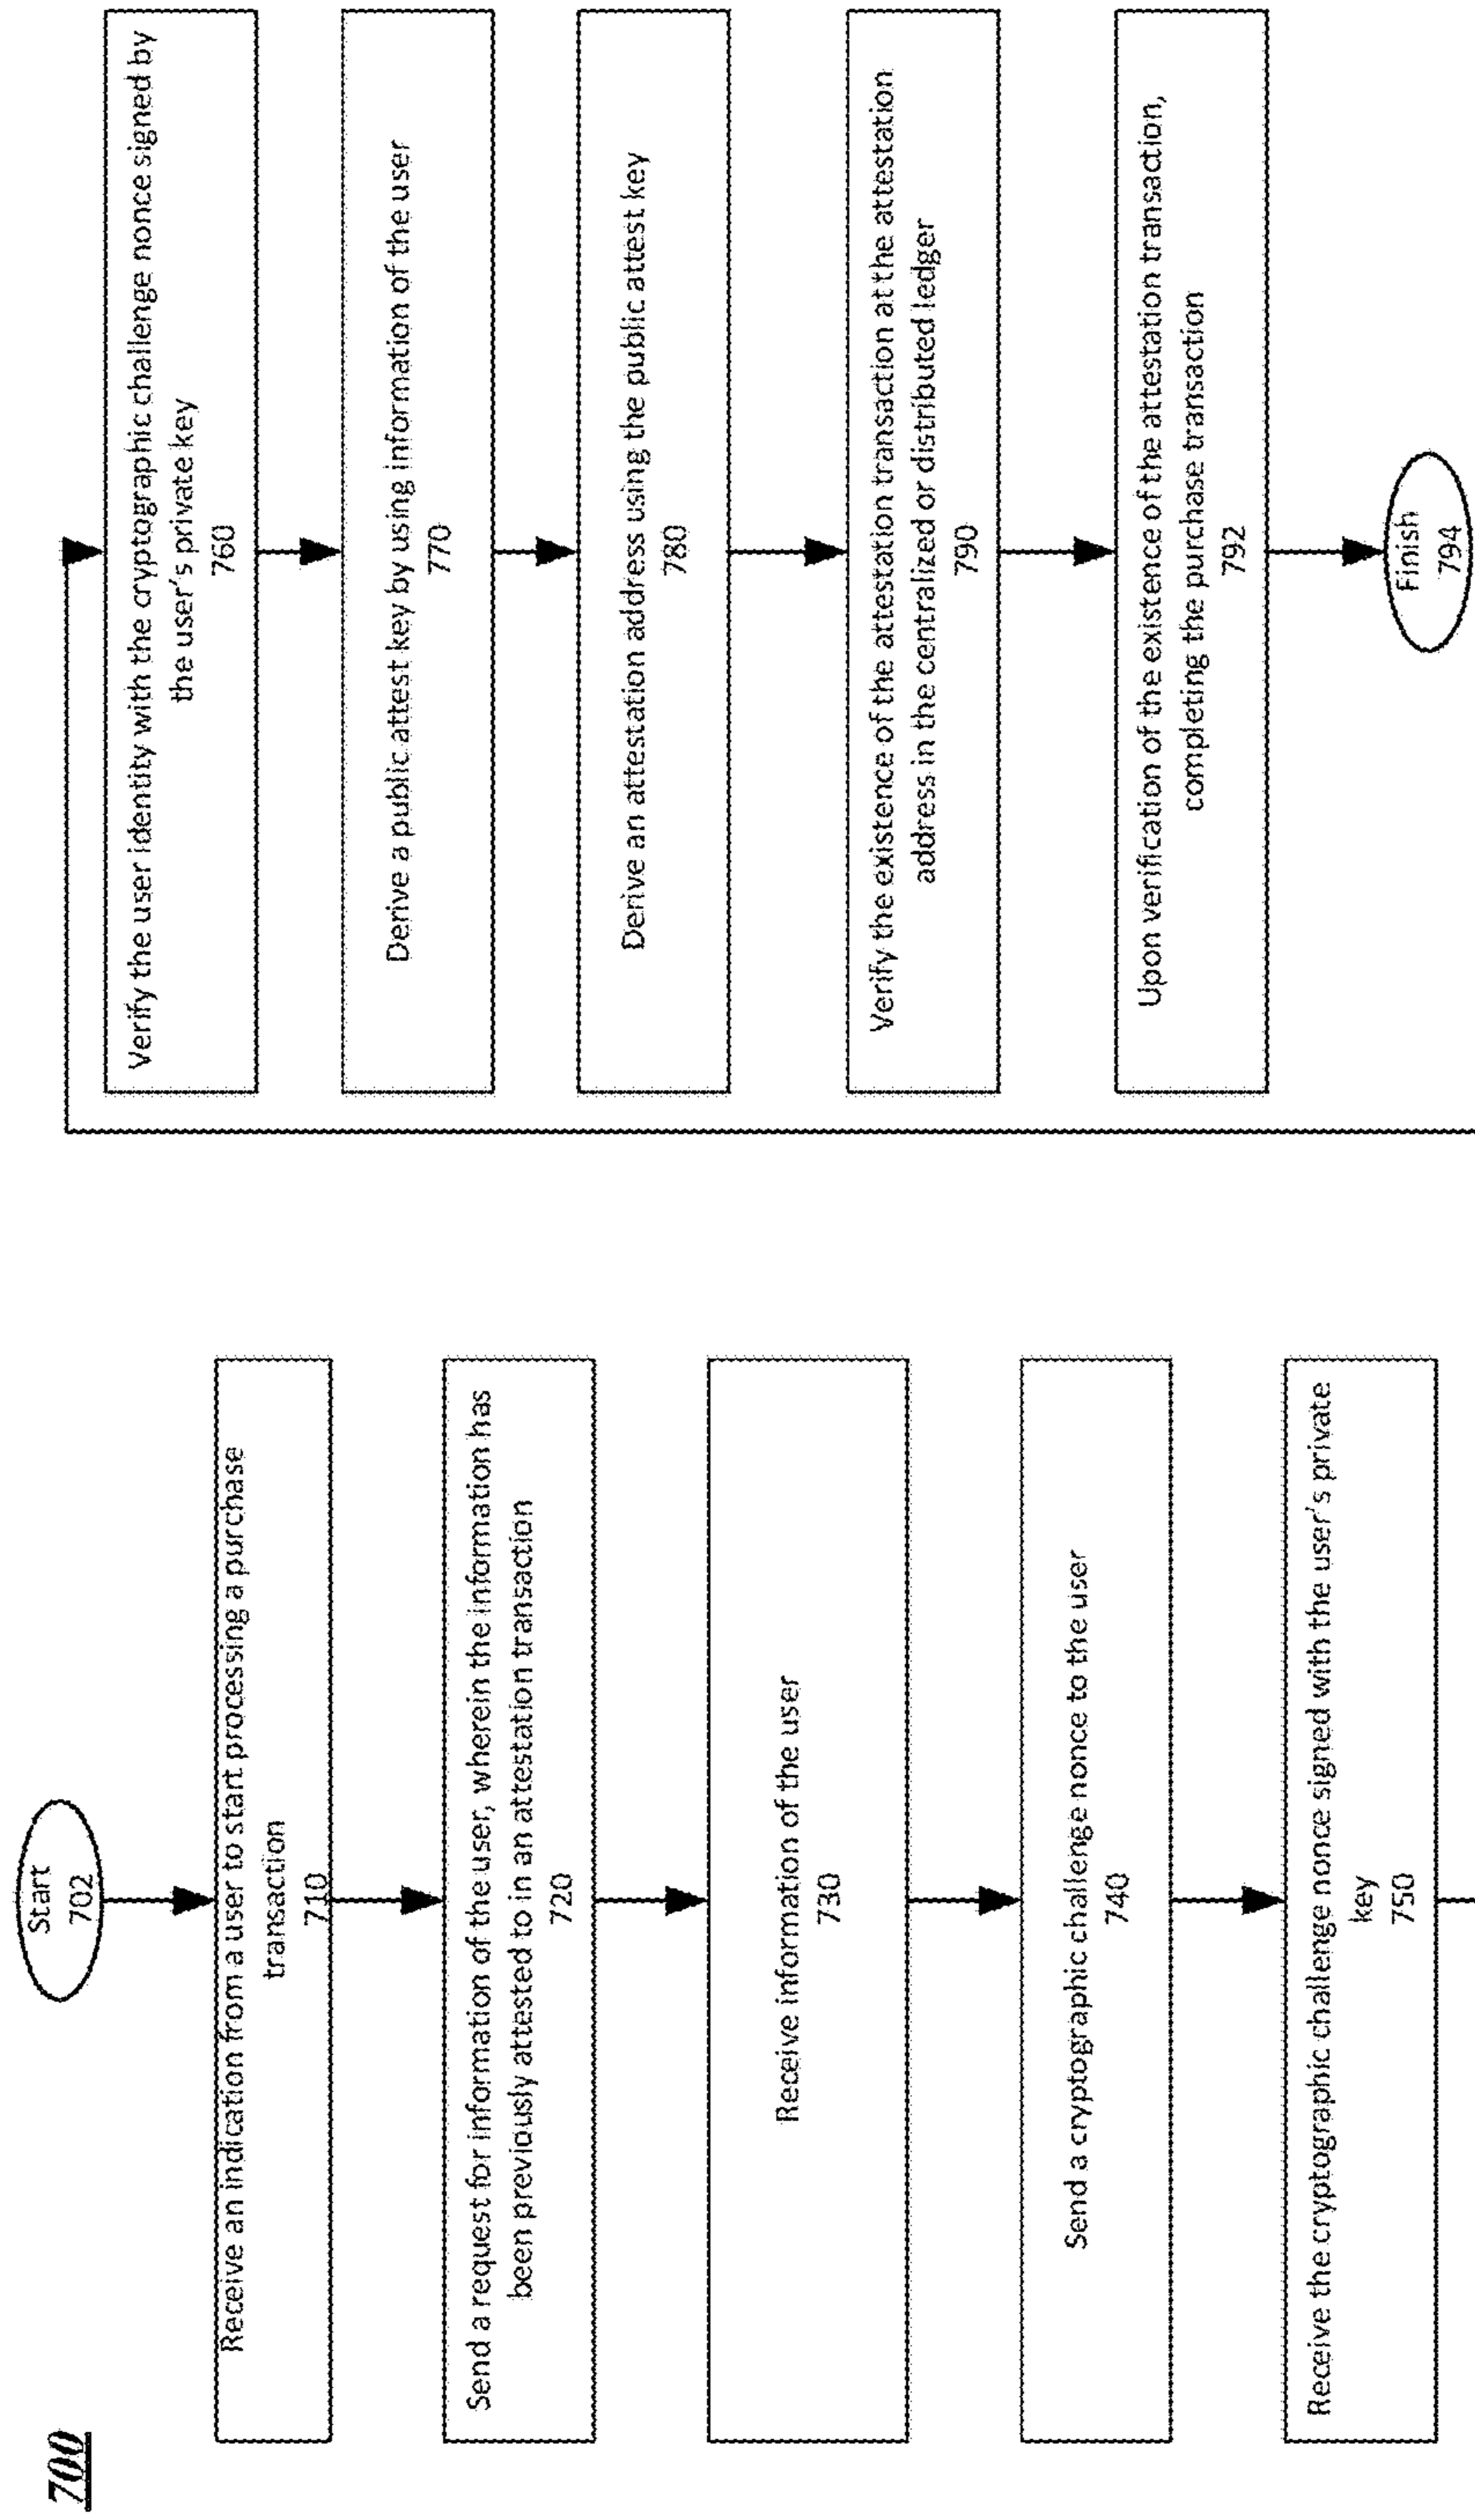 700
Start
702
Receive an indication from a user to start processing a purchase
transaction
710
Send a request for information of the user, wherein the information has
been previously attested to in an attestation transaction
720
Receive information of the user
730
Send a cryptographic challenge nonce to the user
740
Receive the cryptographic challenge nonce signed with the user's private
key
750
Verify the user identity with the cryptographic challenge nonce signed by
the user's private key
760
Derive a public attest key by using information of the user
770
Derive an attestation address using the public attest key
780
Verify the existence of the attestation transaction at the attestation
address in the centralized or distributed ledger
790
Upon verification of the existence of the attestation transaction,
completing the purchase transaction
792
Finish
794